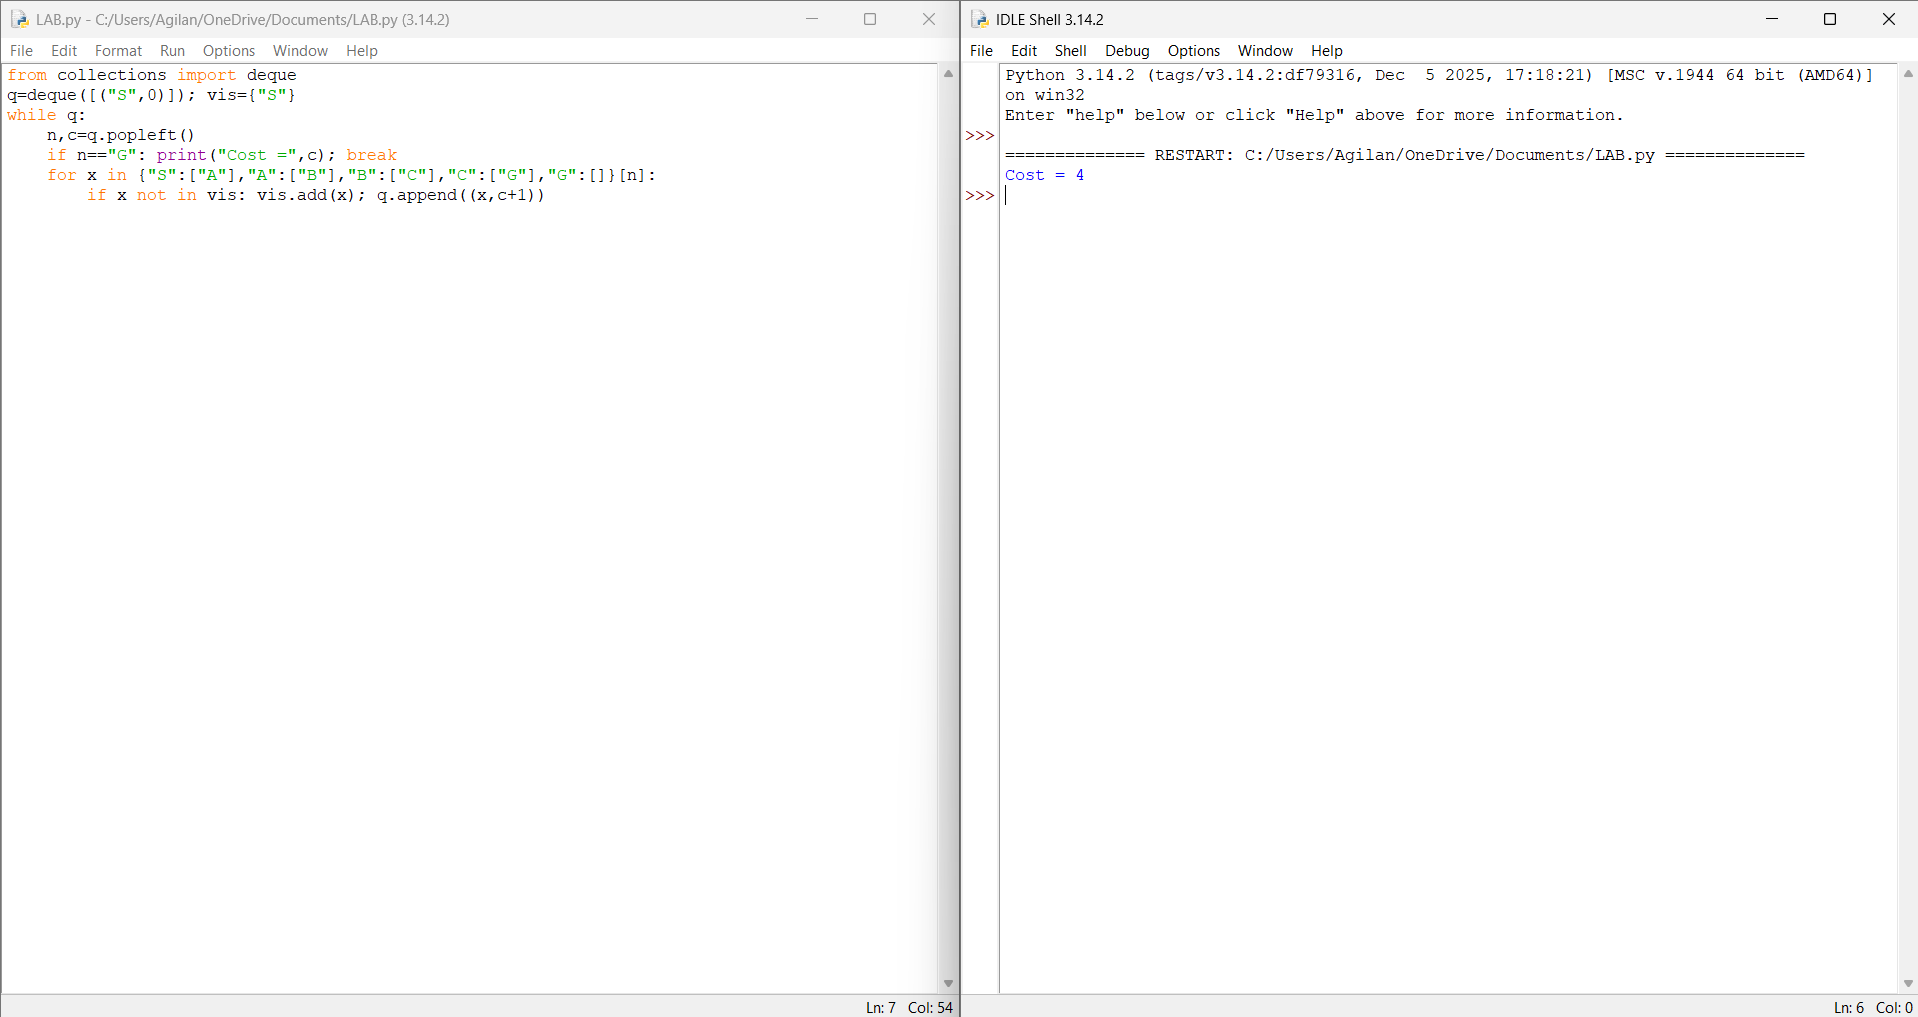 LAB.py - C:/Users/Agilan/OneDrive/Documents/LAB.py (3.14.2)
File Edit Format Run Options Window Help
from collections import deque
q=deque([("S",0)]); vis={"S"}
while q:
    n,c=q.popleft()
    if n=="G": print("Cost =",c); break
    for x in {"S":["A"],"A":["B"],"B":["C"],"C":["G"],"G":[]}[n]:
        if x not in vis: vis.add(x); q.append((x,c+1))
Ln: 7 Col: 54
IDLE Shell 3.14.2
File Edit Shell Debug Options Window Help
Python 3.14.2 (tags/v3.14.2:df79316, Dec  5 2025, 17:18:21) [MSC v.1944 64 bit (AMD64)]
on win32
Enter "help" below or click "Help" above for more information.
>>>
============== RESTART: C:/Users/Agilan/OneDrive/Documents/LAB.py ==============
Cost = 4
>>>
Ln: 6 Col: 0